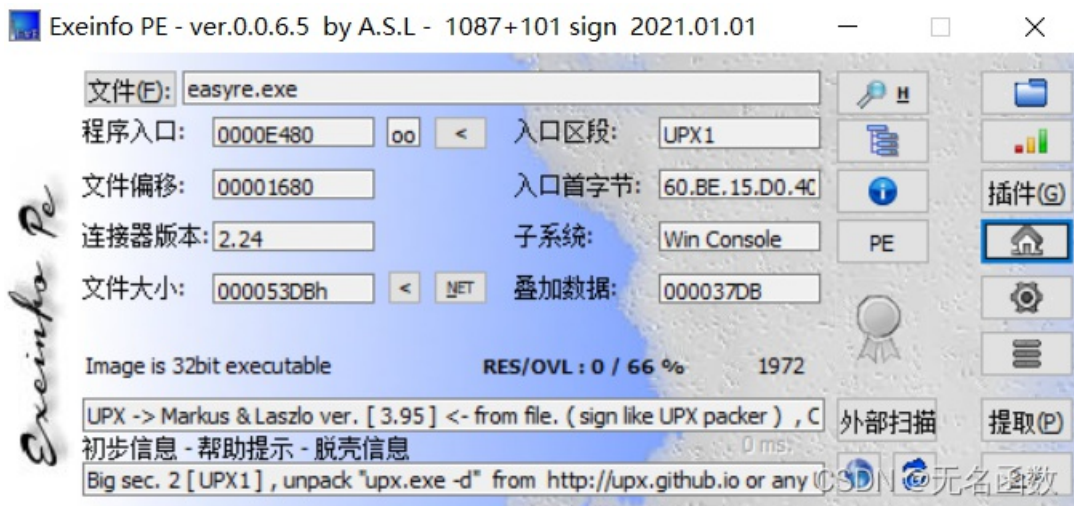 Exeinfo PE - ver.0.0.6.5 by A.S.L - 1087+101 sign 2021.01.01
文件(F): easyre.exe H
程序入口: 0000E480 oo < 入口区段: UPX1
文件偏移: 00001680 入口首字节: 60.BE.15.D0.40 插件(G)
连接器版本: 2.24 子系统: Win Console PE
文件大小: 000053DBh < NET 叠加数据: 000037DB
Image is 32bit executable RES/OVL : 0 / 66 % 1972
UPX -> Markus & Laszlo ver. [ 3.95 ] <- from file. ( sign like UPX packer ) , C 外部扫描 提取(P)
初步信息 - 帮助提示 - 脱壳信息 0 ms.
Big sec. 2 [ UPX1 ] , unpack "upx.exe -d" from http://upx.github.io or any
CSDN @无名函数
Exeinfo Pe